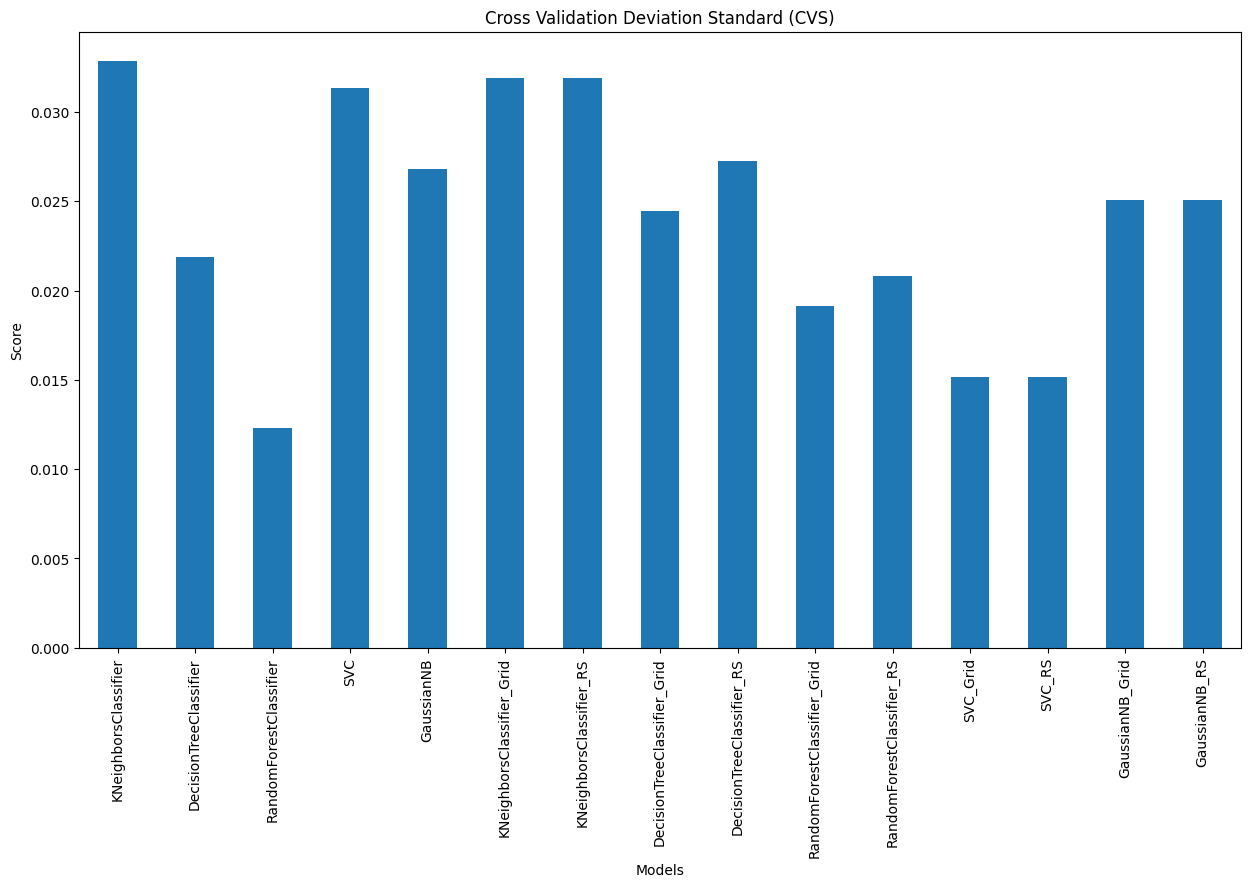 Cross Validation Deviation Standard (CVS)
0.030
0.025
0.020
0.015
0.010
0.005
0.000
Score
KNeighborsClassifier
DecisionTreeClassifier
RandomForestClassifier
SVC
GaussianNB
KNeighborsClassifier_Grid
KNeighborsClassifier_RS
DecisionTreeClassifier_Grid
DecisionTreeClassifier_RS
RandomForestClassifier_Grid
RandomForestClassifier_RS
SVC_Grid
SVC_RS
GaussianNB_Grid
GaussianNB_RS
Models